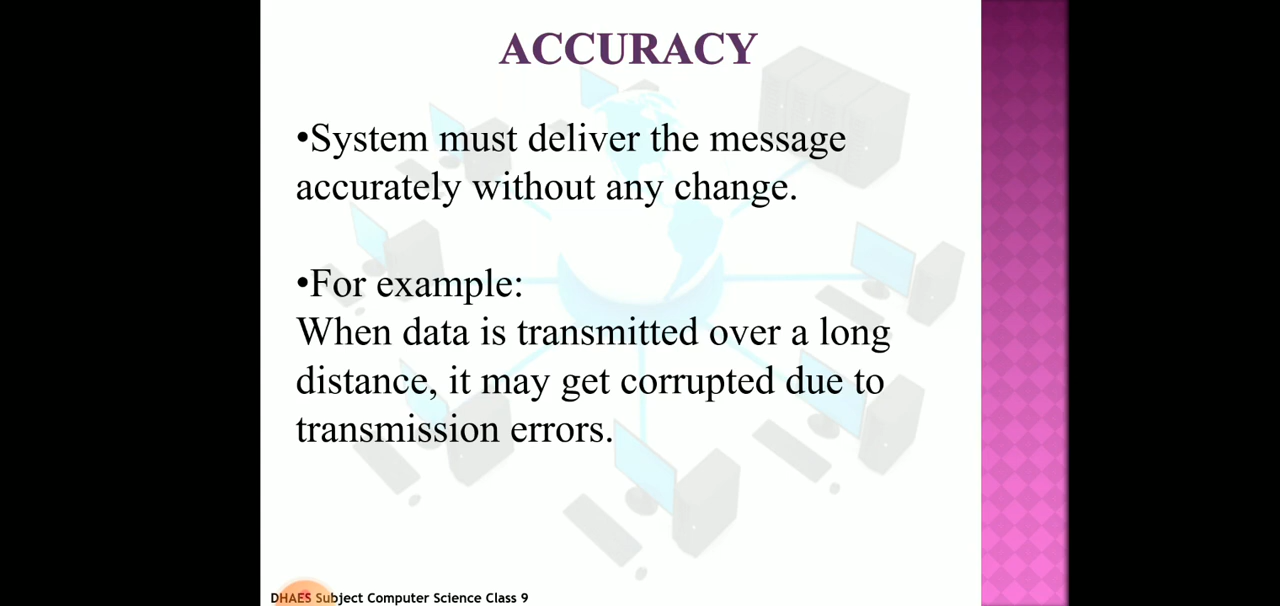 ACCURACY
•System must deliver the message
accurately without any change.
•For example:
When data is transmitted over a long
distance, it may get corrupted due to
transmission errors.
DHAES Subject Computer Science Class 9